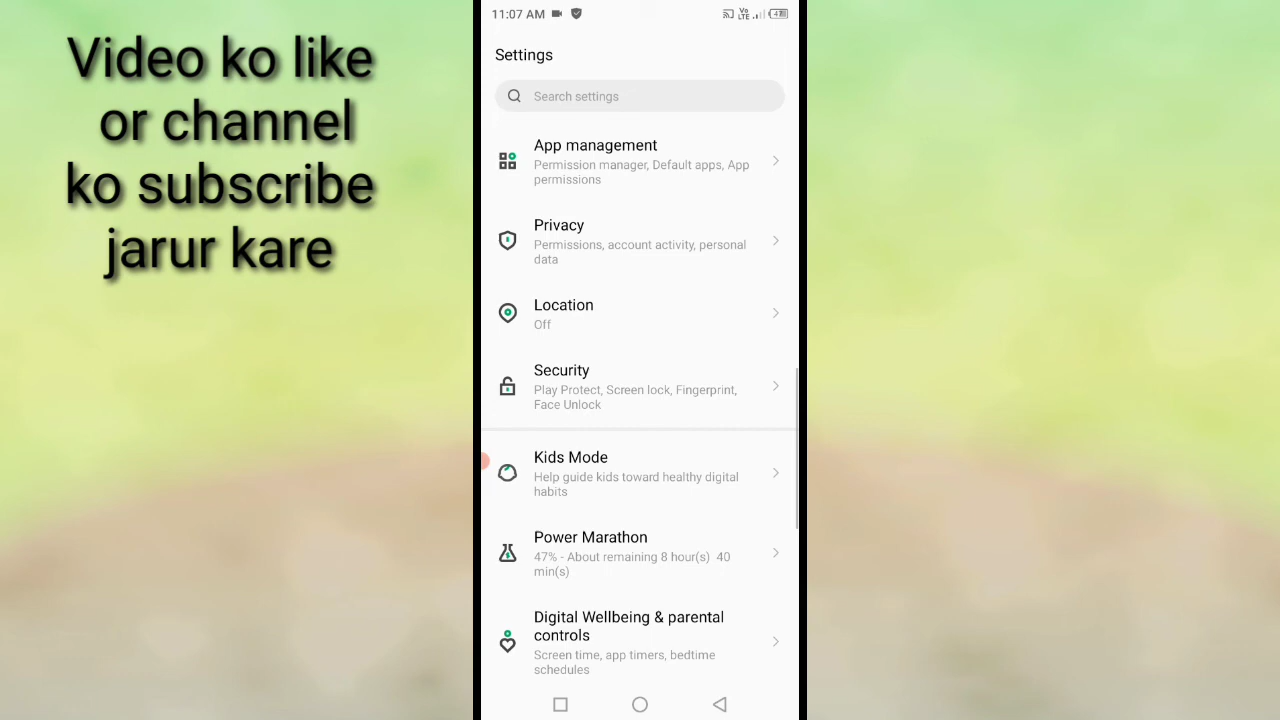 Video ko like
or channel
ko subscribe
jarur kare
11:07 AM
Vo
LTE
47
Settings
Search settings
App management
Permission manager, Default apps, App
permissions
Privacy
Permissions, account activity, personal
data
Location
Off
Security
Play Protect, Screen lock, Fingerprint,
Face Unlock
Kids Mode
Help guide kids toward healthy digital
habits
Power Marathon
47% - About remaining 8 hour(s) 40
min(s)
Digital Wellbeing & parental
controls
Screen time, app timers, bedtime
schedules